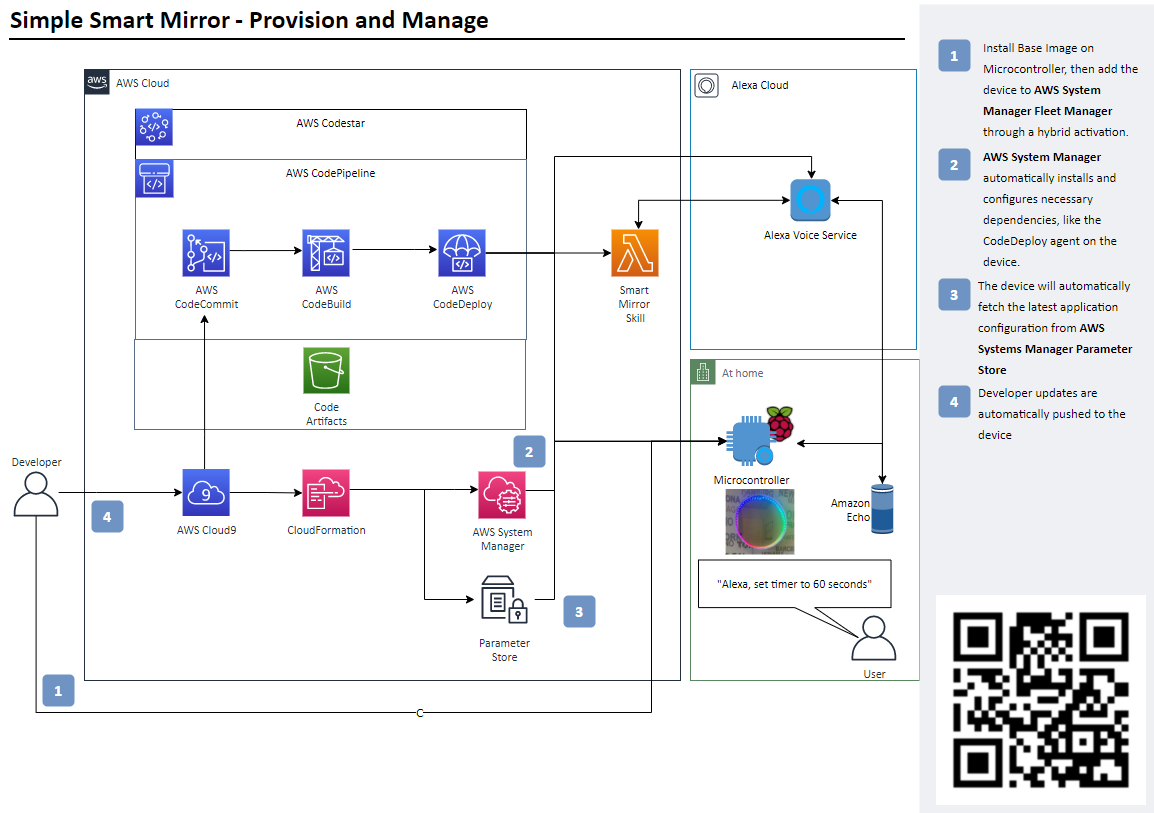 Simple Smart Mirror - Provision and Manage
aws
AWS Cloud
AWS Codestar
AWS CodePipeline
AWS
CodeCommit
AWS
CodeBuild
AWS
CodeDeploy
Smart
Mirror
Skill
Code
Artifacts
Developer
4
9
AWS Cloud9
CloudFormation
2
AWS System
Manager
3
Parameter
Store
1
C
Alexa Cloud
Alexa Voice Service
At home
Microcontroller
Amazon
Echo
"Alexa, set timer to 60 seconds"
User
1
Install Base Image on
Microcontroller, then add the
device to AWS System
Manager Fleet Manager
through a hybrid activation.
2
AWS System Manager
automatically installs and
configures necessary
dependencies, like the
CodeDeploy agent on the
device.
3
The device will automatically
fetch the latest application
configuration from AWS
Systems Manager Parameter
Store
4
Developer updates are
automatically pushed to the
device